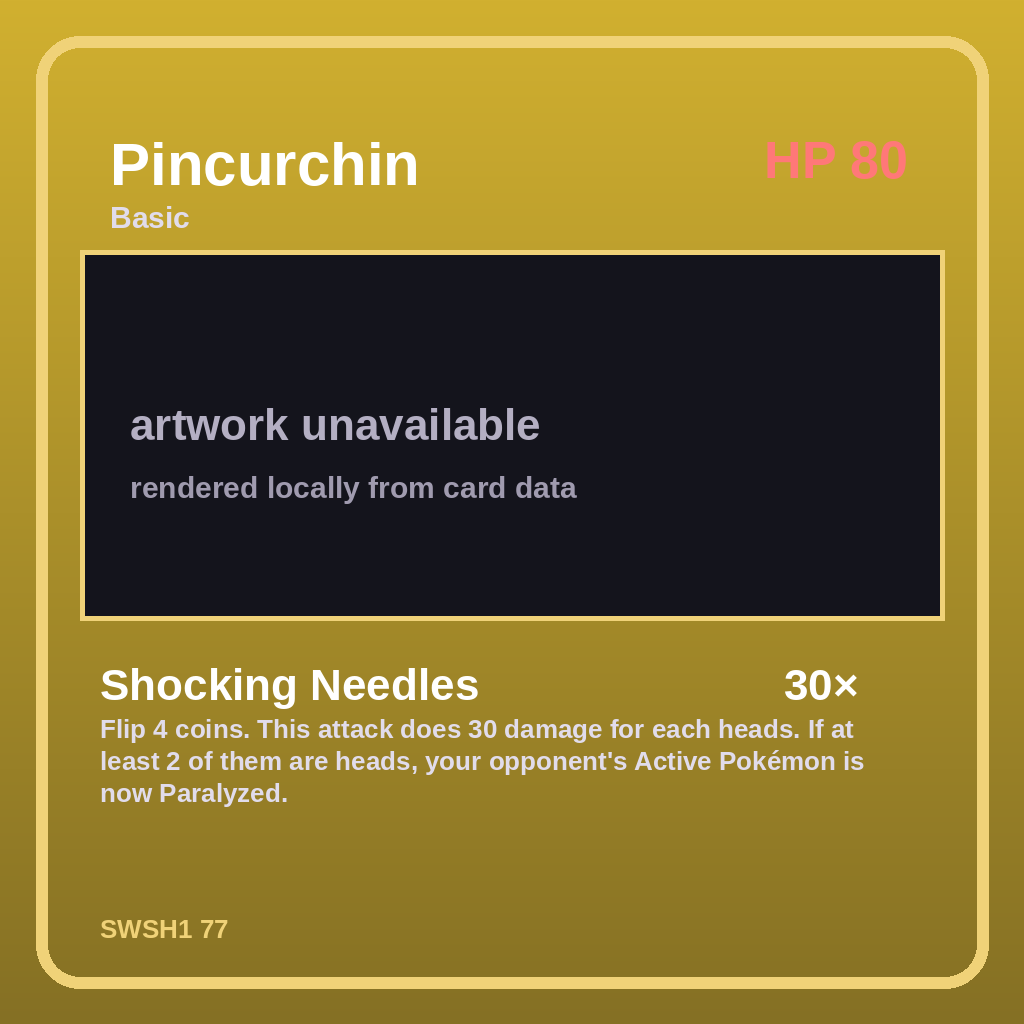 Pincurchin
HP 80
Basic
artwork unavailable
rendered locally from card data
Shocking Needles
30×
Flip 4 coins. This attack does 30 damage for each heads. If at
least 2 of them are heads, your opponent's Active Pokémon is
now Paralyzed.
SWSH1 77